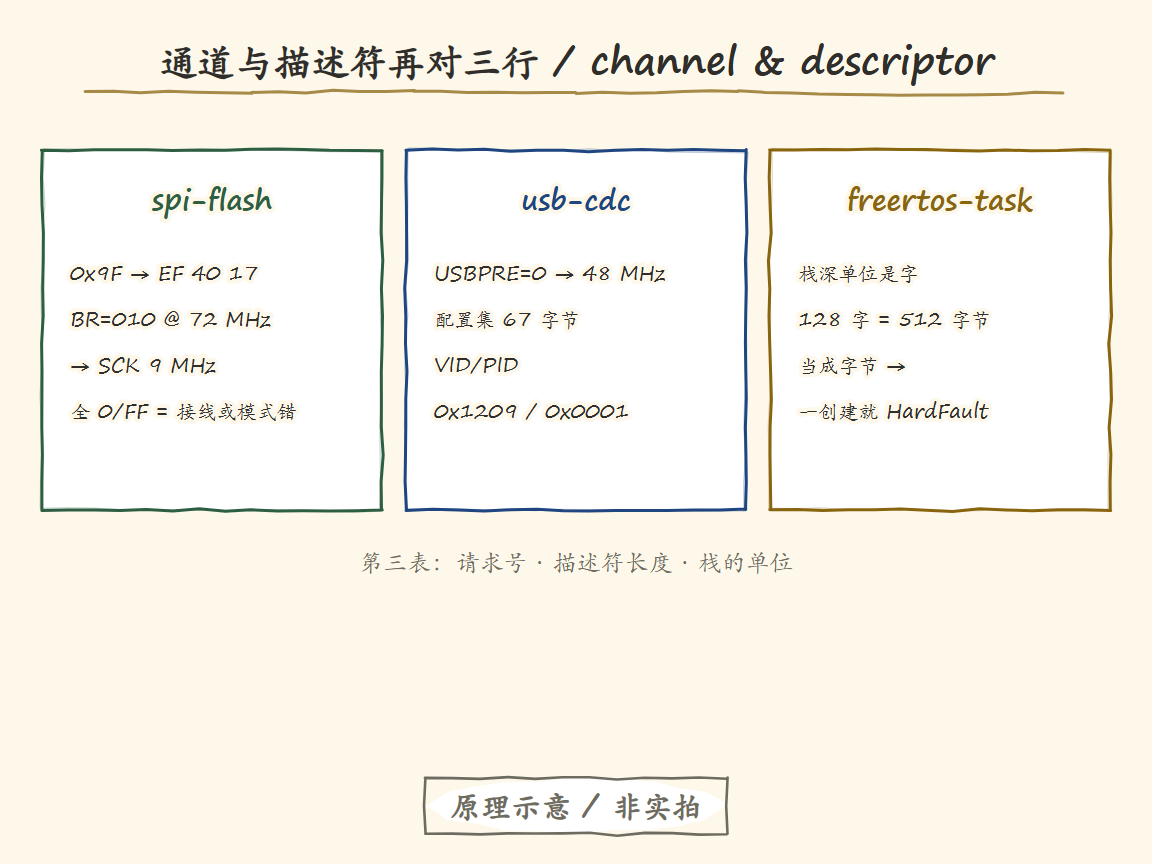 通道与描述符再对三行 / channel & descriptor
spi-flash
0x9F → EF 40 17
BR=010 @ 72 MHz
→ SCK 9 MHz
全 0/FF = 接线或模式错
usb-cdc
USBPRE=0 → 48 MHz
配置集 67 字节
VID/PID
0x1209 / 0x0001
freertos-task
栈深单位是字
128 字 = 512 字节
当成字节 →
一创建就 HardFault
第三表：请求号 · 描述符长度 · 栈的单位
原理示意 / 非实拍